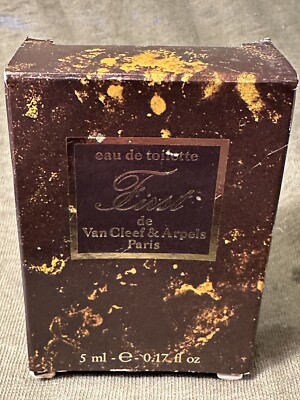 eau de toilette
First
de
Van Cleef & Arpels
Paris
5 ml - e - 0.17 fl oz